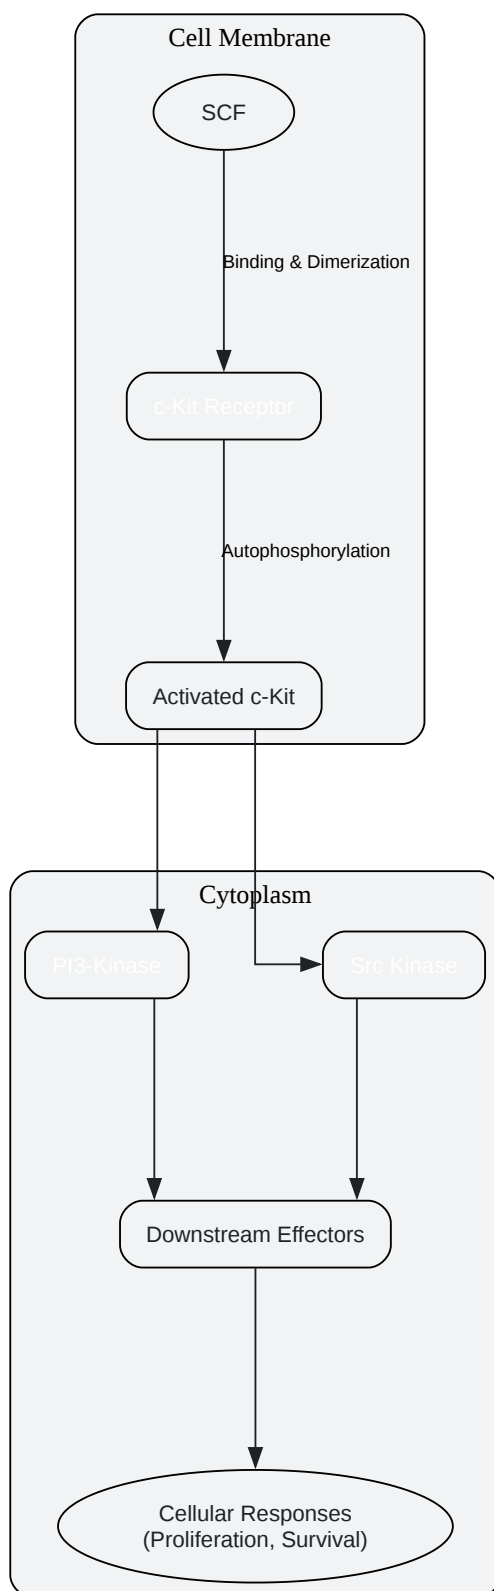 Cell Membrane
SCF
Binding & Dimerization
c-Kit Receptor
Autophosphorylation
Activated c-Kit
Cytoplasm
PI3-Kinase
Src Kinase
Downstream Effectors
Cellular Responses
(Proliferation, Survival)